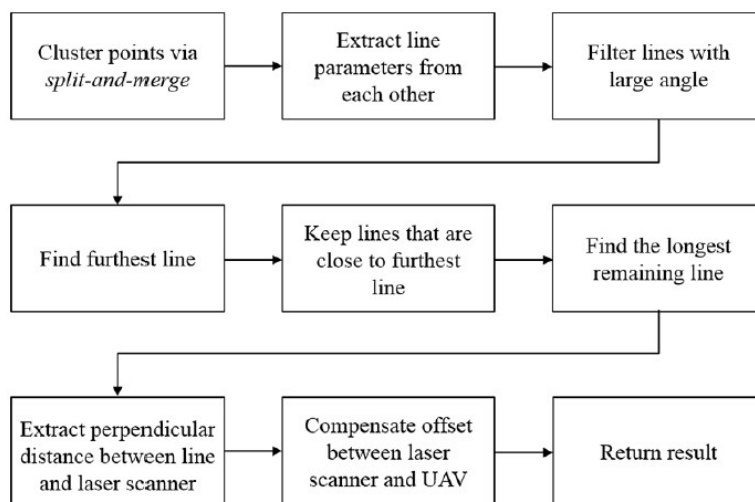 Cluster points via
split-and-merge
Extract line
parameters from
each other
Filter lines with
large angle
Find furthest line
Keep lines that are
close to furthest
line
Find the longest
remaining line
Extract perpendicular
distance between line
and laser scanner
Compensate offset
between laser
scanner and UAV
Return result